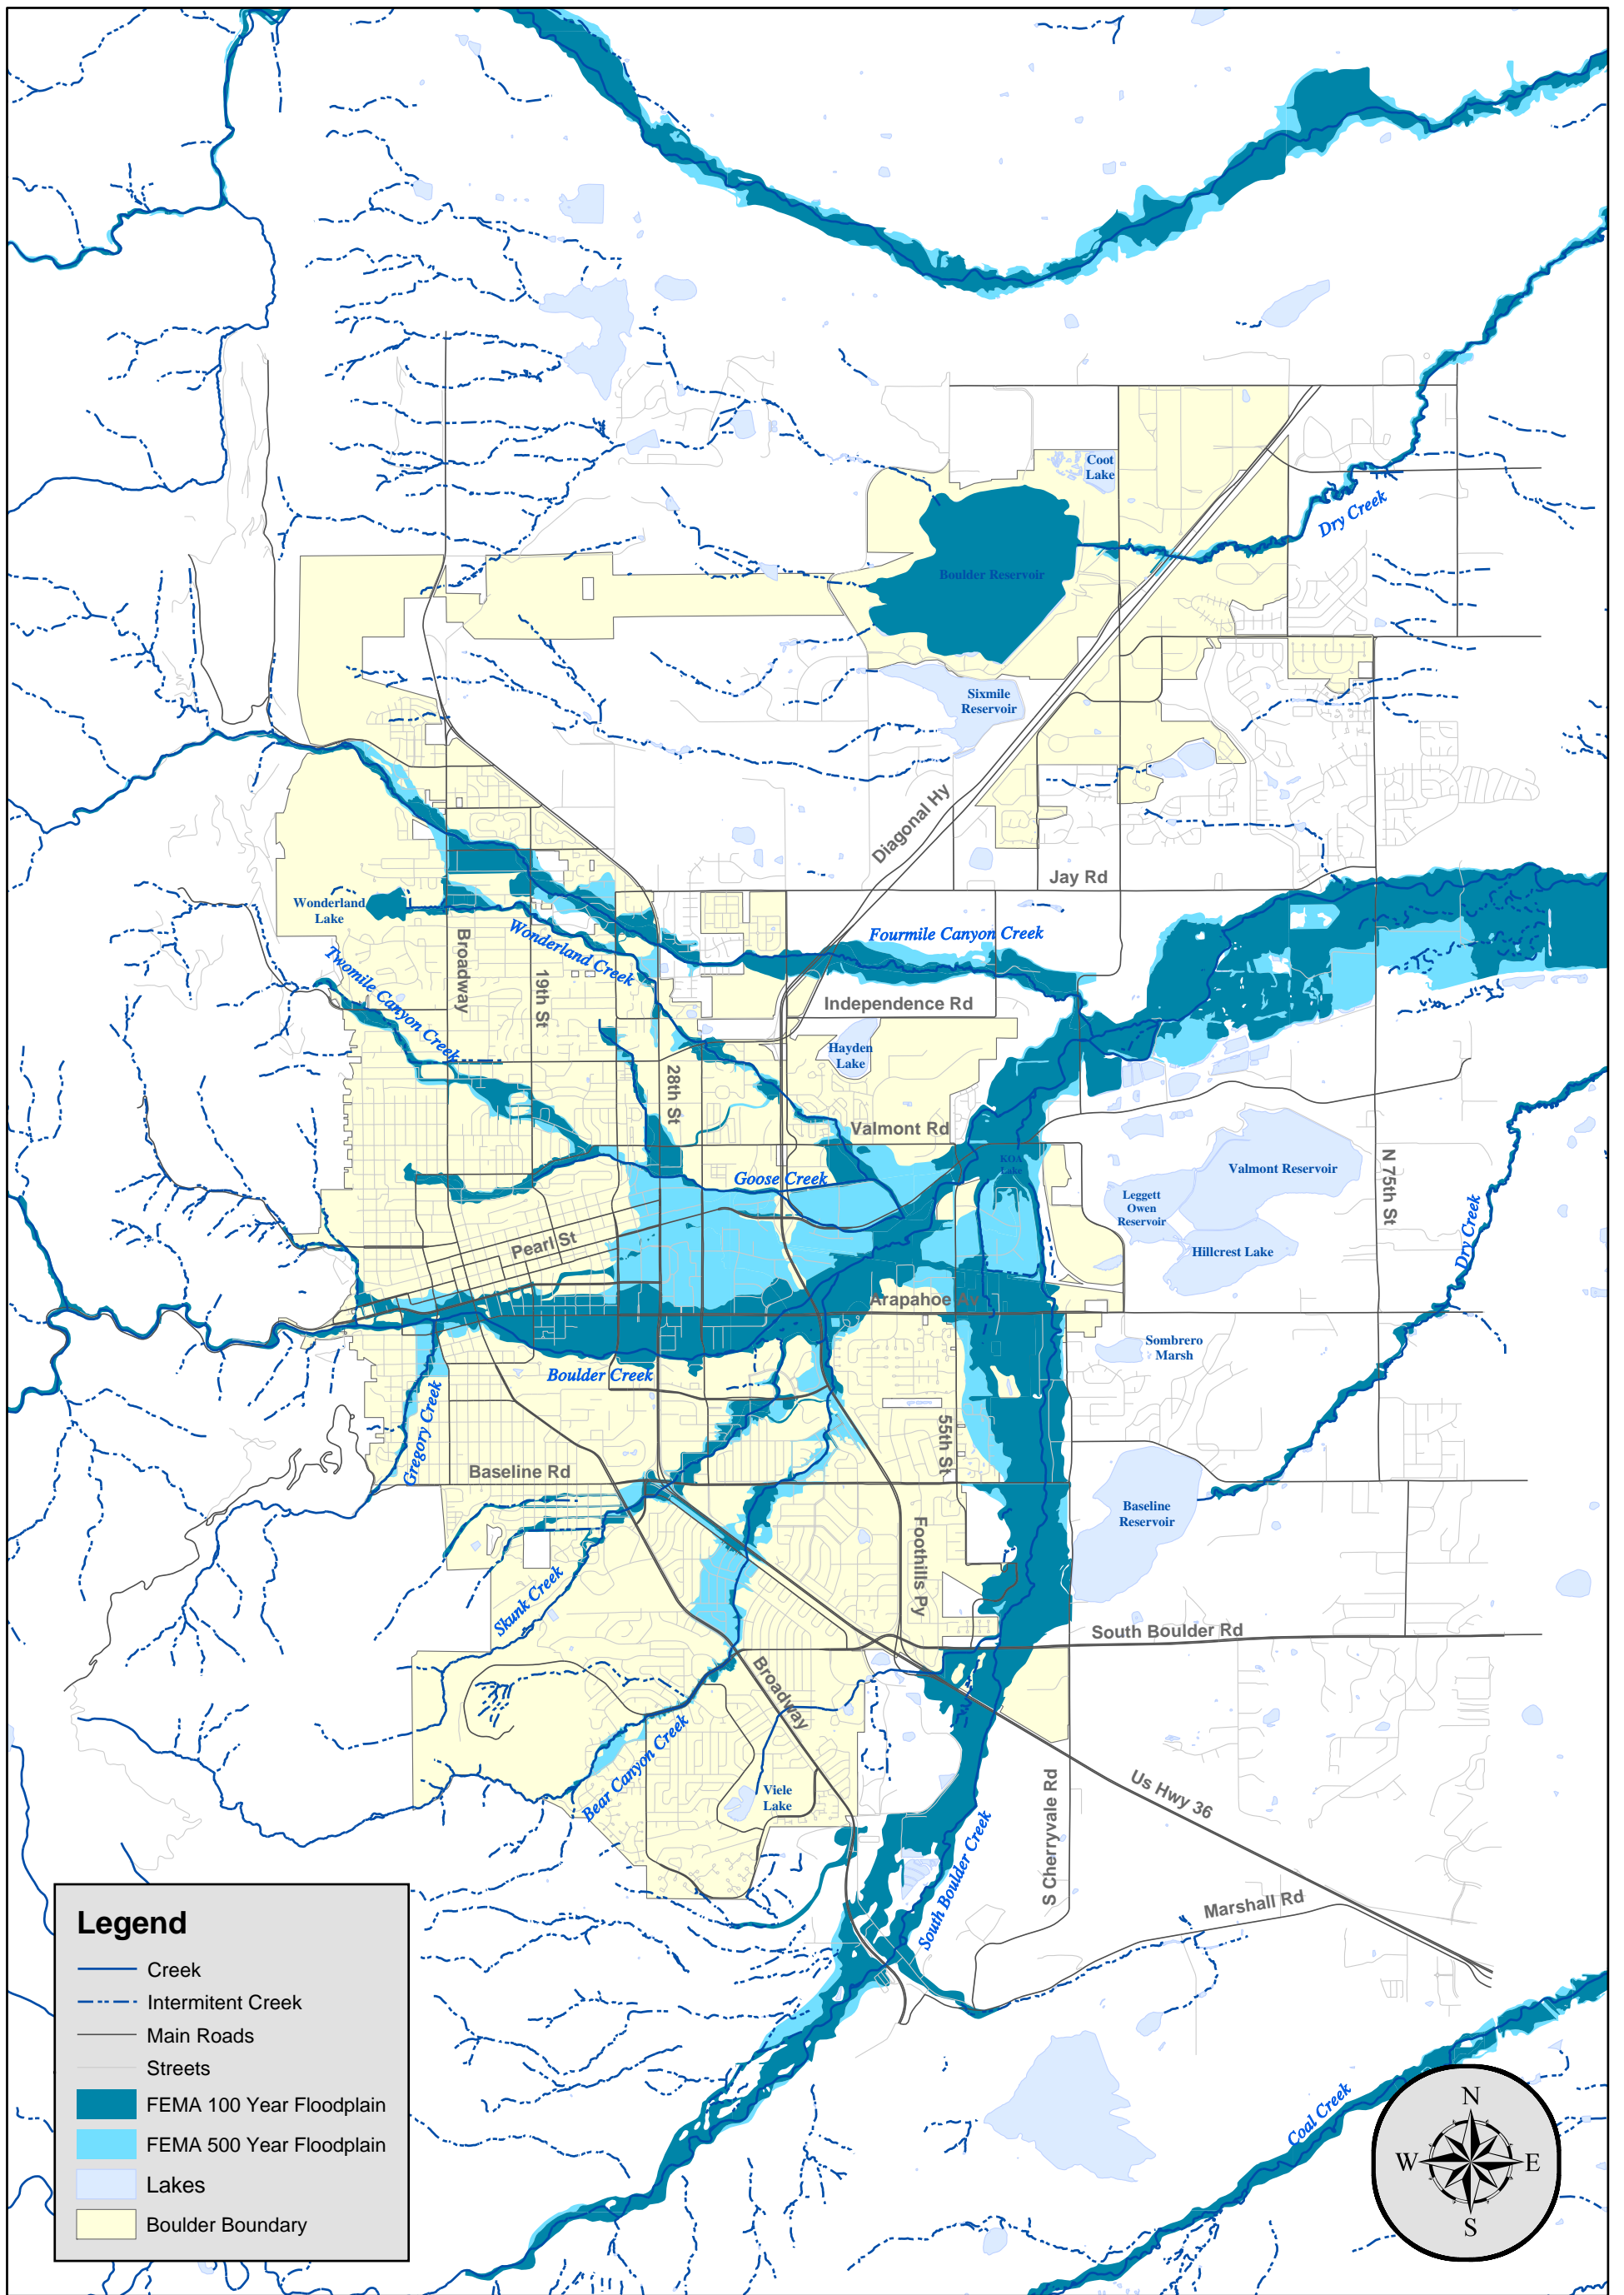 Coot
Lake
Dry Creek
Boulder Reservoir
Sixmile
Reservoir
Diagonal Hy
Jay Rd
Wonderland
Lake
Wonderland Creek
Fourmile Canyon Creek
Twomile Canyon Creek
Broadway
19th St
Independence Rd
Hayden
Lake
28th St
Valmont Rd
KOA
Lake
Valmont Reservoir
N 75th St
Goose Creek
Leggett
Owen
Reservoir
Hillcrest Lake
Dry Creek
Pearl St
Arapahoe Av
Sombrero
Marsh
Boulder Creek
Gregory Creek
55th St
Baseline Rd
Baseline
Reservoir
Foothills Py
Skunk Creek
South Boulder Rd
Broadway
Bear Canyon Creek
Viele
Lake
Us Hwy 36
S Cherryvale Rd
South Boulder Creek
Marshall Rd
Coal Creek
Legend
Creek
Intermitent Creek
Main Roads
Streets
FEMA 100 Year Floodplain
FEMA 500 Year Floodplain
Lakes
Boulder Boundary
N
W
E
S